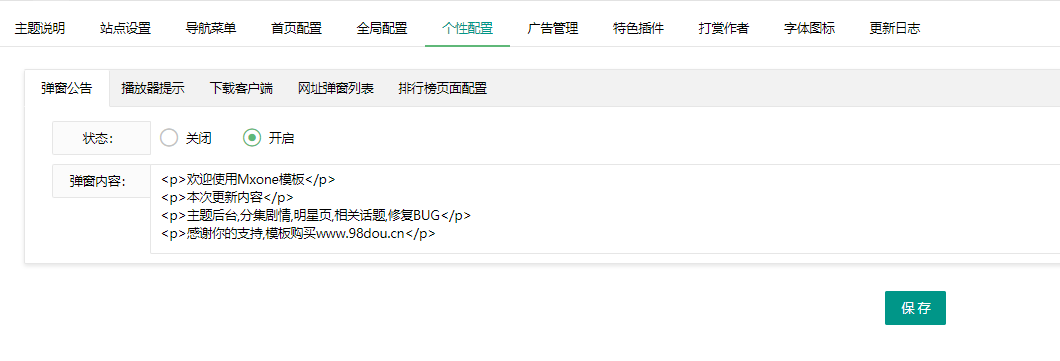 主题说明 站点设置 导航菜单 首页配置 全局配置 个性配置 广告管理 特色插件 打赏作者 字体图标 更新日志
弹窗公告 播放器提示 下载客户端 网址弹窗列表 排行榜页面配置
状态： 关闭 开启
弹窗内容： <p>欢迎使用Mxone模板</p>
<p>本次更新内容</p>
<p>主题后台,分集剧情,明星页,相关话题,修复BUG</p>
<p>感谢你的支持,模板购买www.98dou.cn</p>
保存